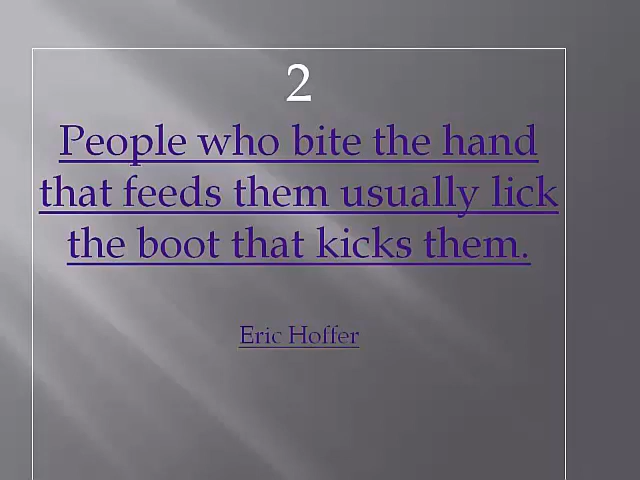 2
People who bite the hand
that feeds them usually lick
the boot that kicks them.
Eric Hoffer